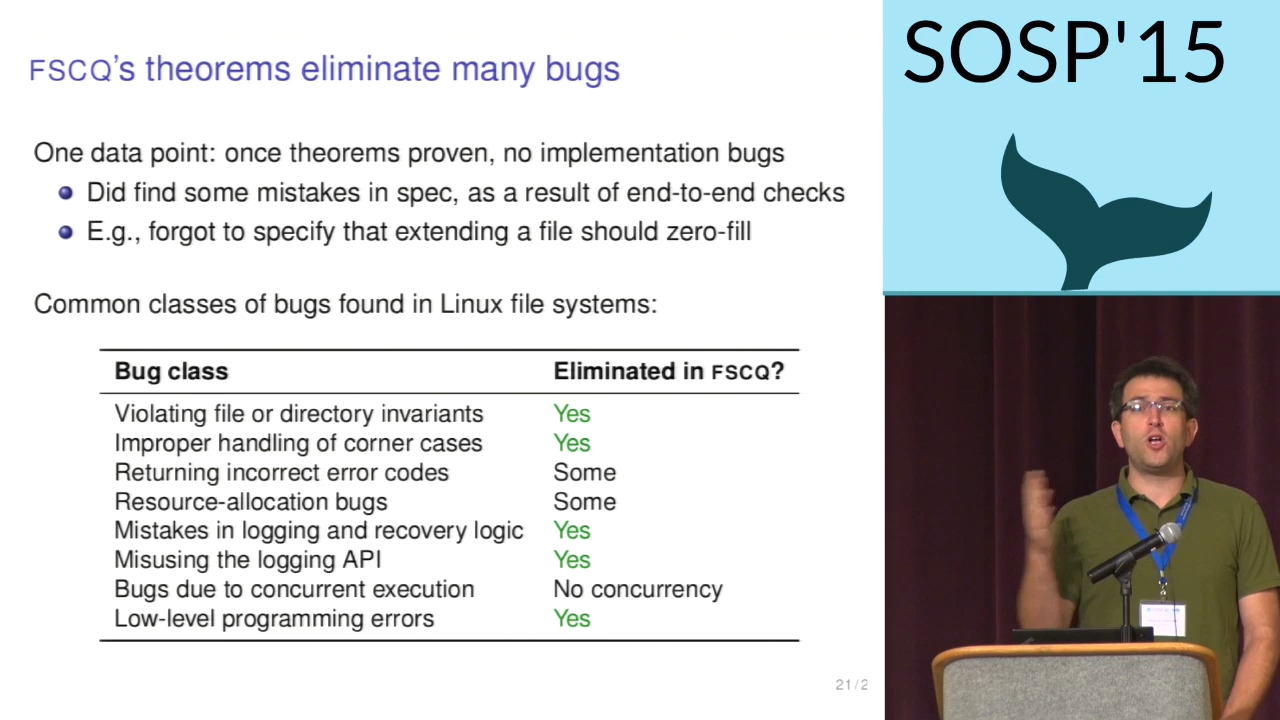 FSCQ's theorems eliminate many bugs
One data point: once theorems proven, no implementation bugs
Did find some mistakes in spec, as a result of end-to-end checks
E.g., forgot to specify that extending a file should zero-fill
Common classes of bugs found in Linux file systems:
Bug class Eliminated in FSCQ?
Violating file or directory invariants Yes
Improper handling of corner cases Yes
Returning incorrect error codes Some
Resource-allocation bugs Some
Mistakes in logging and recovery logic Yes
Misusing the logging API Yes
Bugs due to concurrent execution No concurrency
Low-level programming errors Yes
21 / 2
SOSP'15